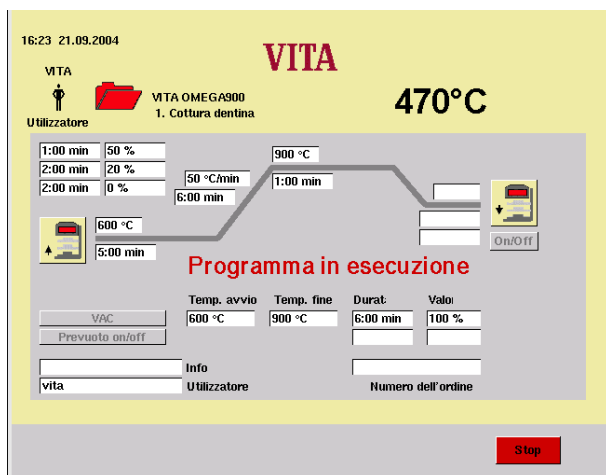 16:23 21.09.2004
VITA
VITA
Utilizzatore
VITA OMEGA900
1. Cottura dentina
470°C
1:00 min 50 %
2:00 min 20 %
2:00 min 0 %
50 °C/min
6:00 min
900 °C
1:00 min
600 °C
5:00 min
On/Off
Programma in esecuzione
Temp. avvio Temp. fine Durat: Valoı
VAC 600 °C 900 °C 6:00 min 100 %
Prevuoto on/off
Info
vita Utilizzatore Numero dell'ordine
Stop